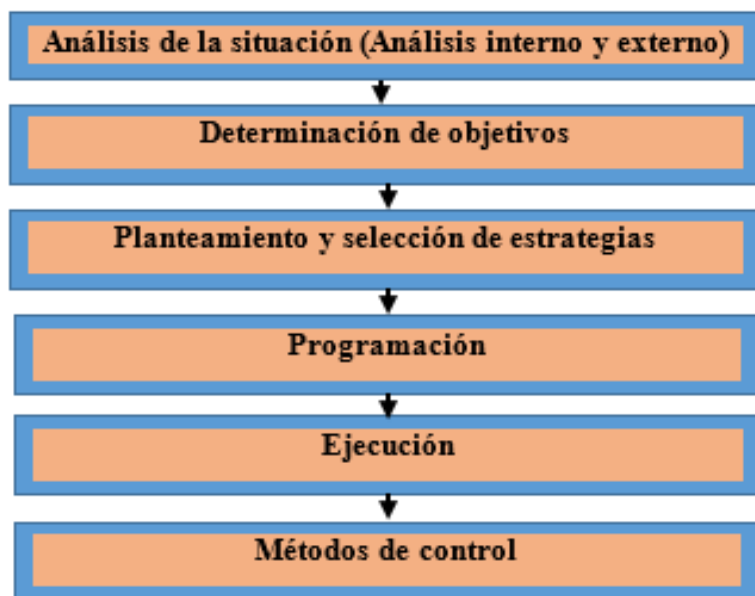 Análisis de la situación (Análisis interno y externo)
Determinación de objetivos
Planteamiento y selección de estrategias
Programación
Ejecución
Métodos de control